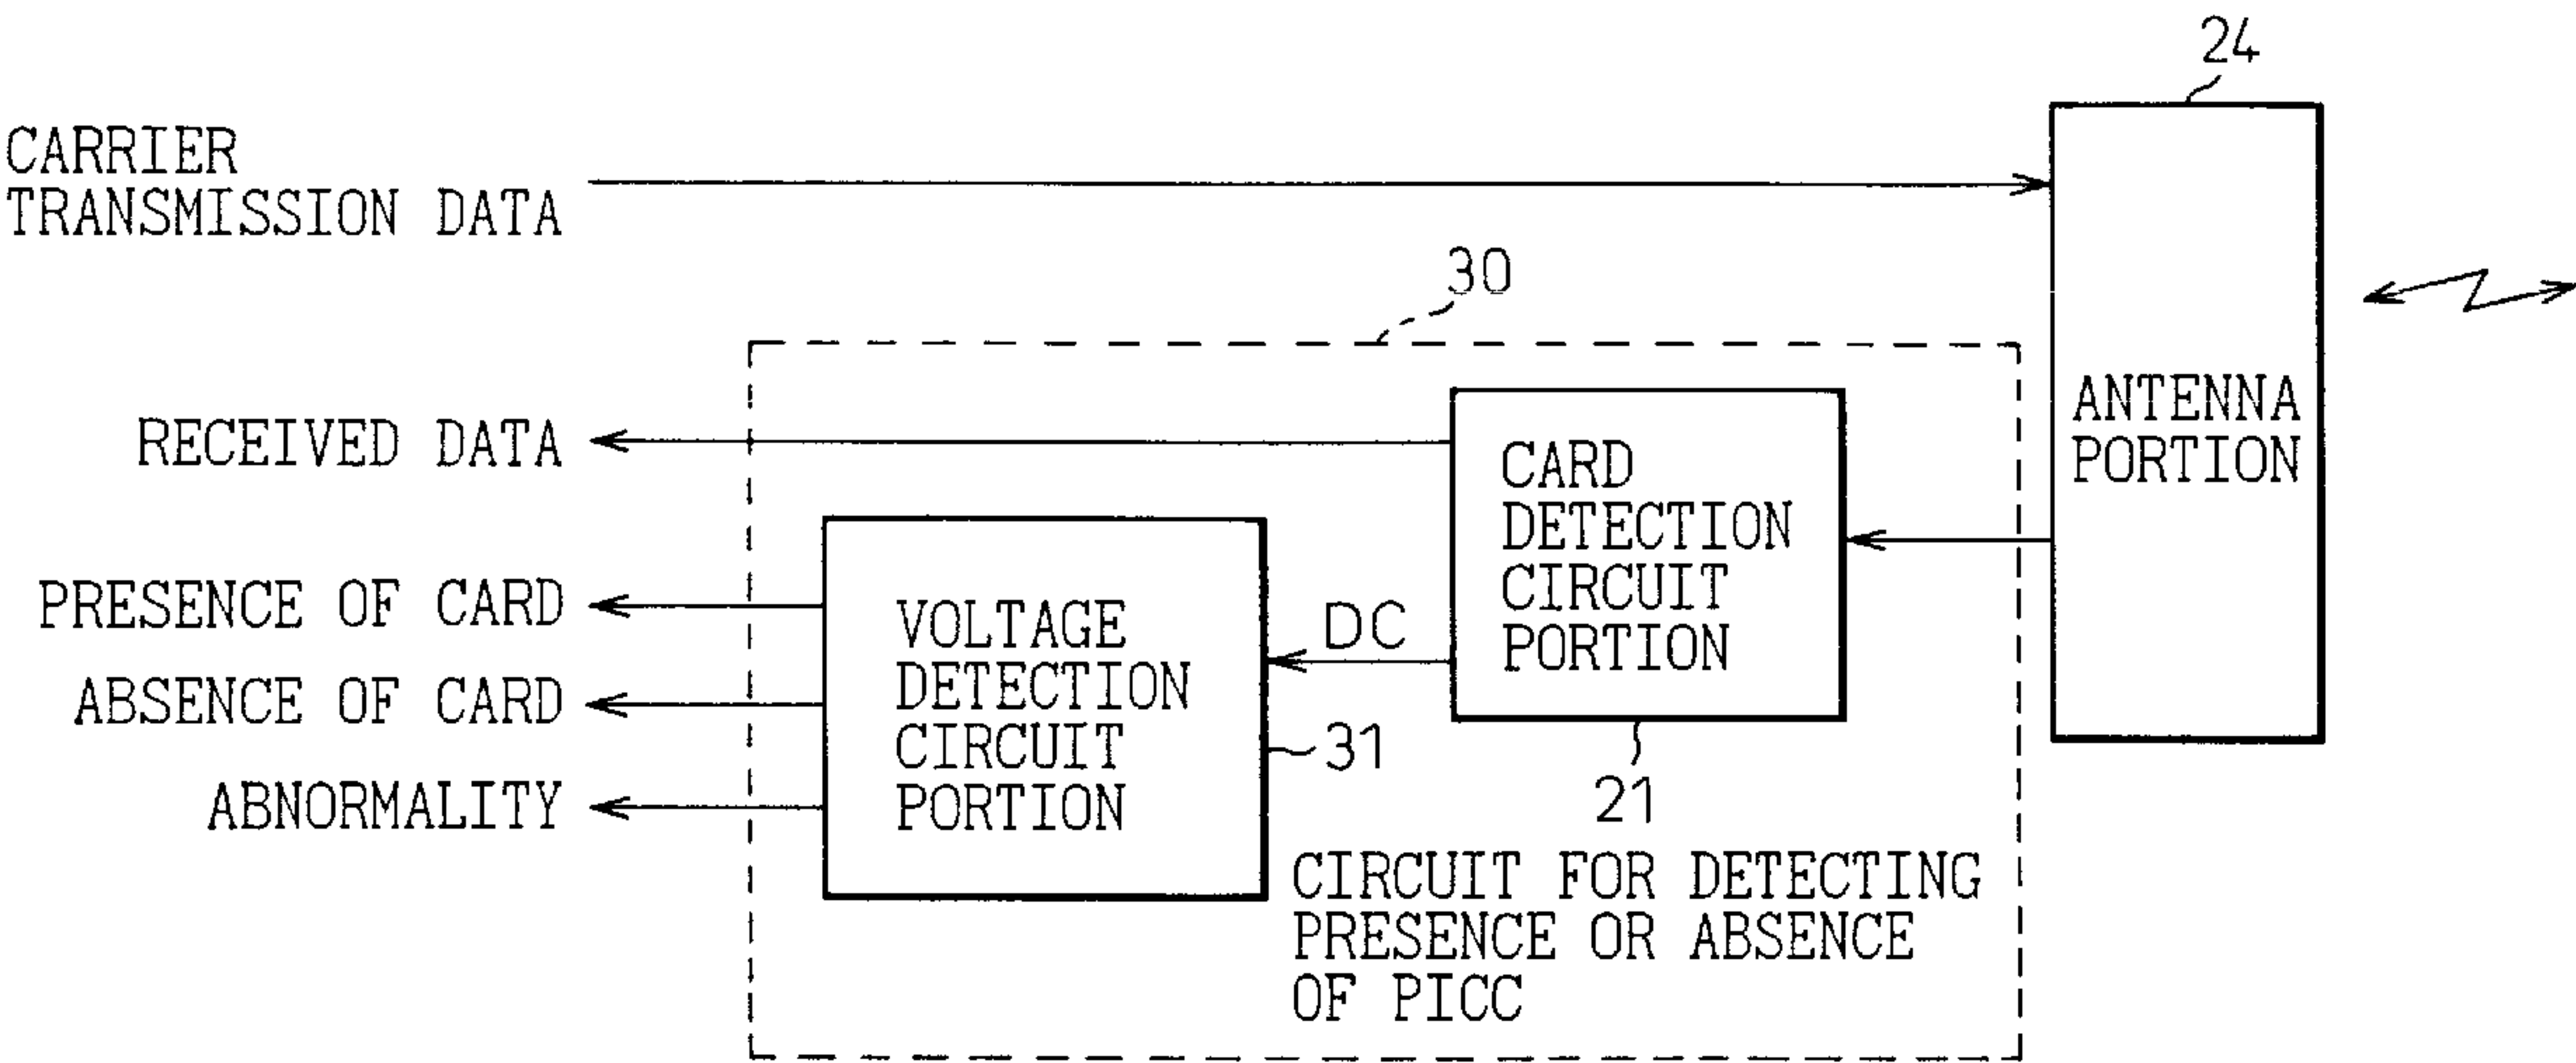 24
CARRIER
TRANSMISSION DATA
30
ANTENNA
PORTION
RECEIVED DATA
CARD
DETECTION
CIRCUIT
PORTION
PRESENCE OF CARD
ABSENCE OF CARD
ABNORMALITY
VOLTAGE
DETECTION
CIRCUIT
PORTION
DC
31
21
CIRCUIT FOR DETECTING
PRESENCE OR ABSENCE
OF PICC